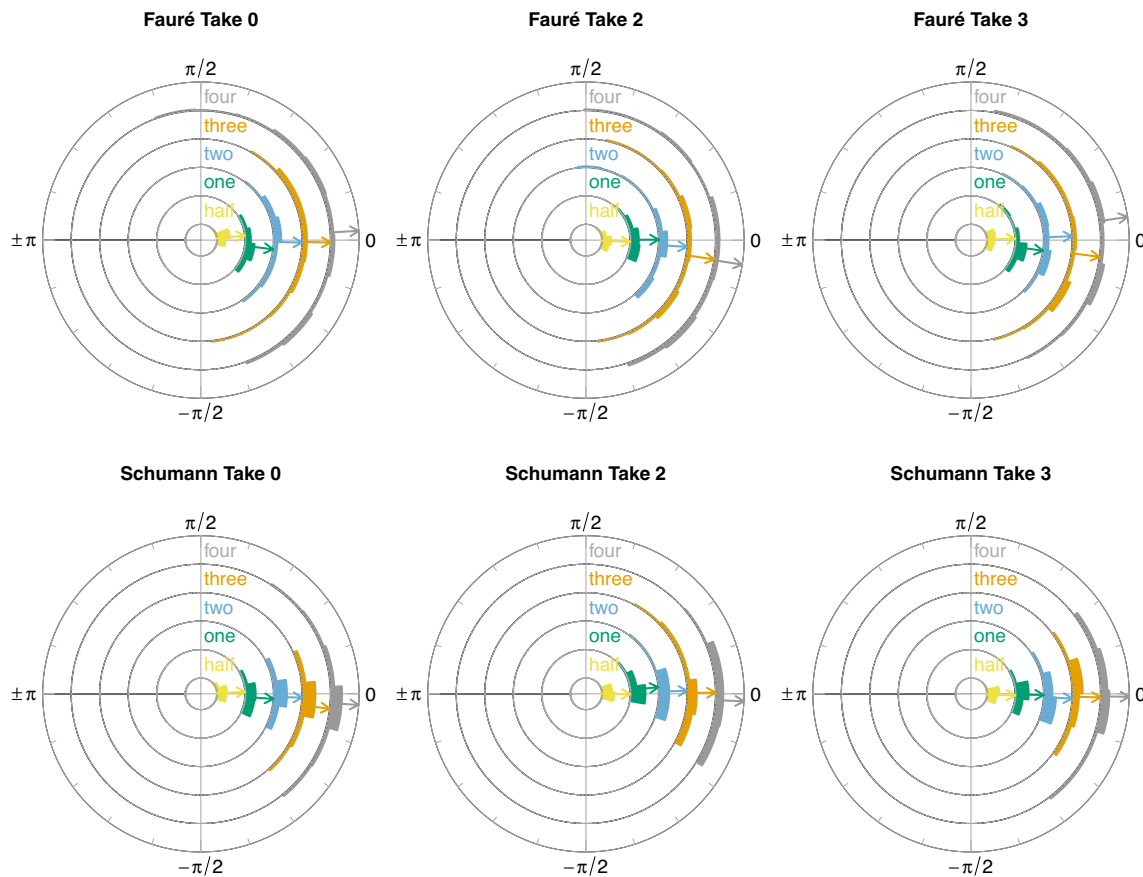 Fauré Take 0
π/2
four
three
two
one
half
±π
0
−π/2
Fauré Take 2
π/2
four
three
two
one
half
±π
0
−π/2
Fauré Take 3
π/2
four
three
two
one
half
±π
0
−π/2
Schumann Take 0
π/2
four
three
two
one
half
±π
0
−π/2
Schumann Take 2
π/2
four
three
two
one
half
±π
0
−π/2
Schumann Take 3
π/2
four
three
two
one
half
±π
0
−π/2